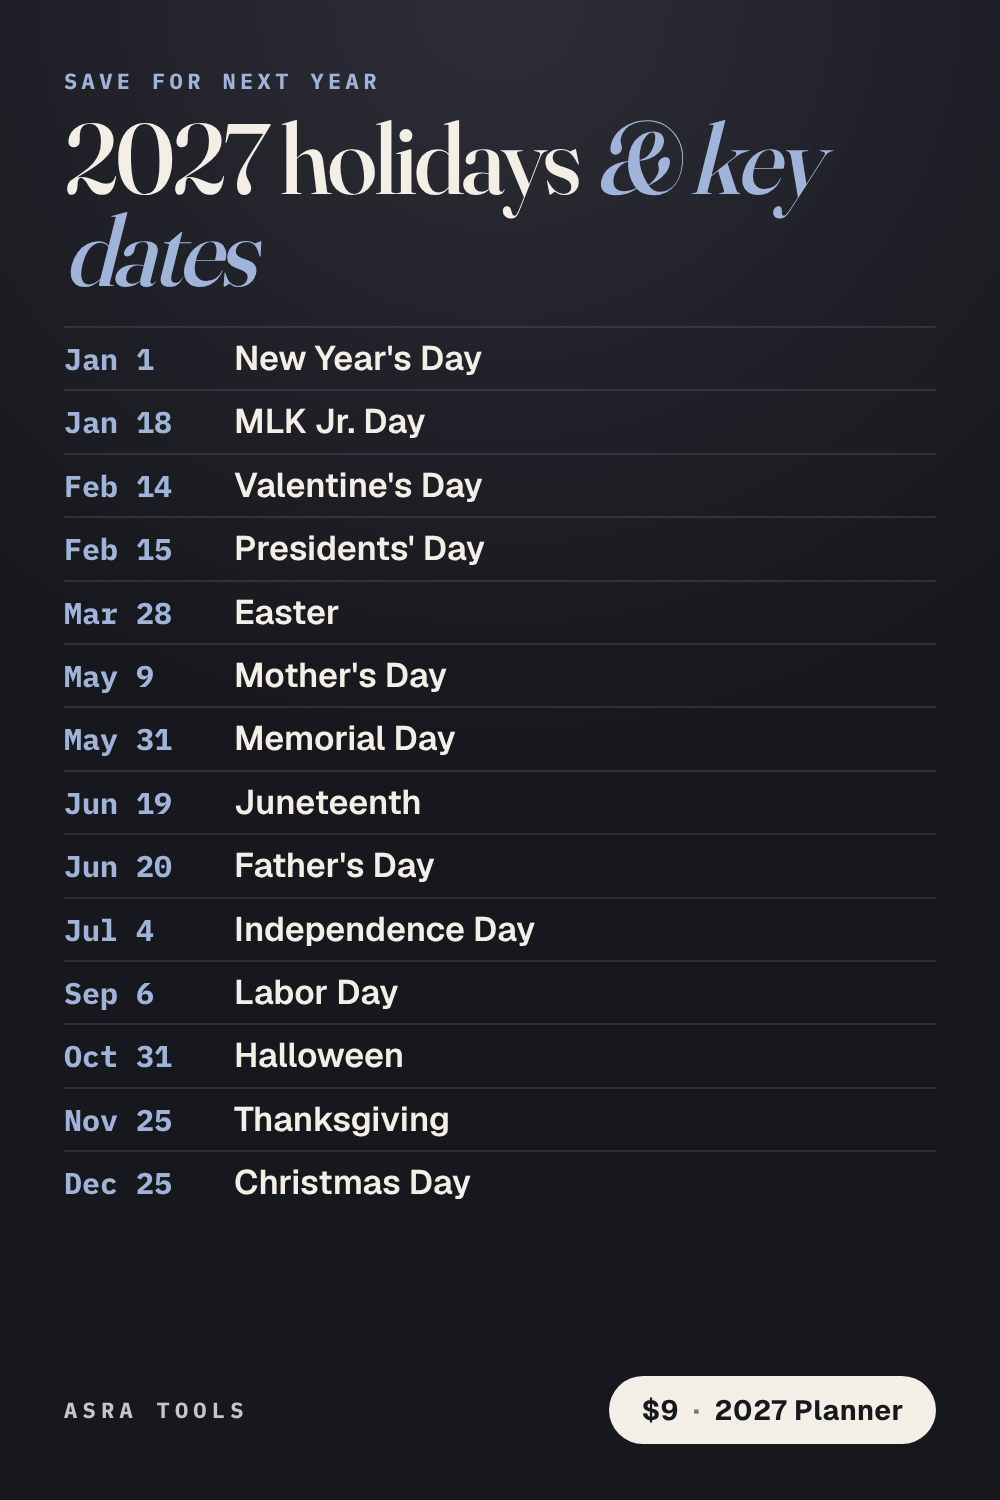 SAVE FOR NEXT YEAR
2027 holidays & key
dates
Jan 1 New Year's Day
Jan 18 MLK Jr. Day
Feb 14 Valentine's Day
Feb 15 Presidents' Day
Mar 28 Easter
May 9 Mother's Day
May 31 Memorial Day
Jun 19 Juneteenth
Jun 20 Father's Day
Jul 4 Independence Day
Sep 6 Labor Day
Oct 31 Halloween
Nov 25 Thanksgiving
Dec 25 Christmas Day
ASRA TOOLS
$9 · 2027 Planner